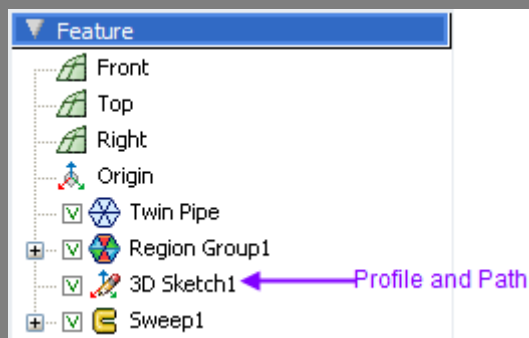 Feature
Front
Top
Right
Origin
Twin Pipe
Region Group1
3D Sketch1 Profile and Path
Sweep1